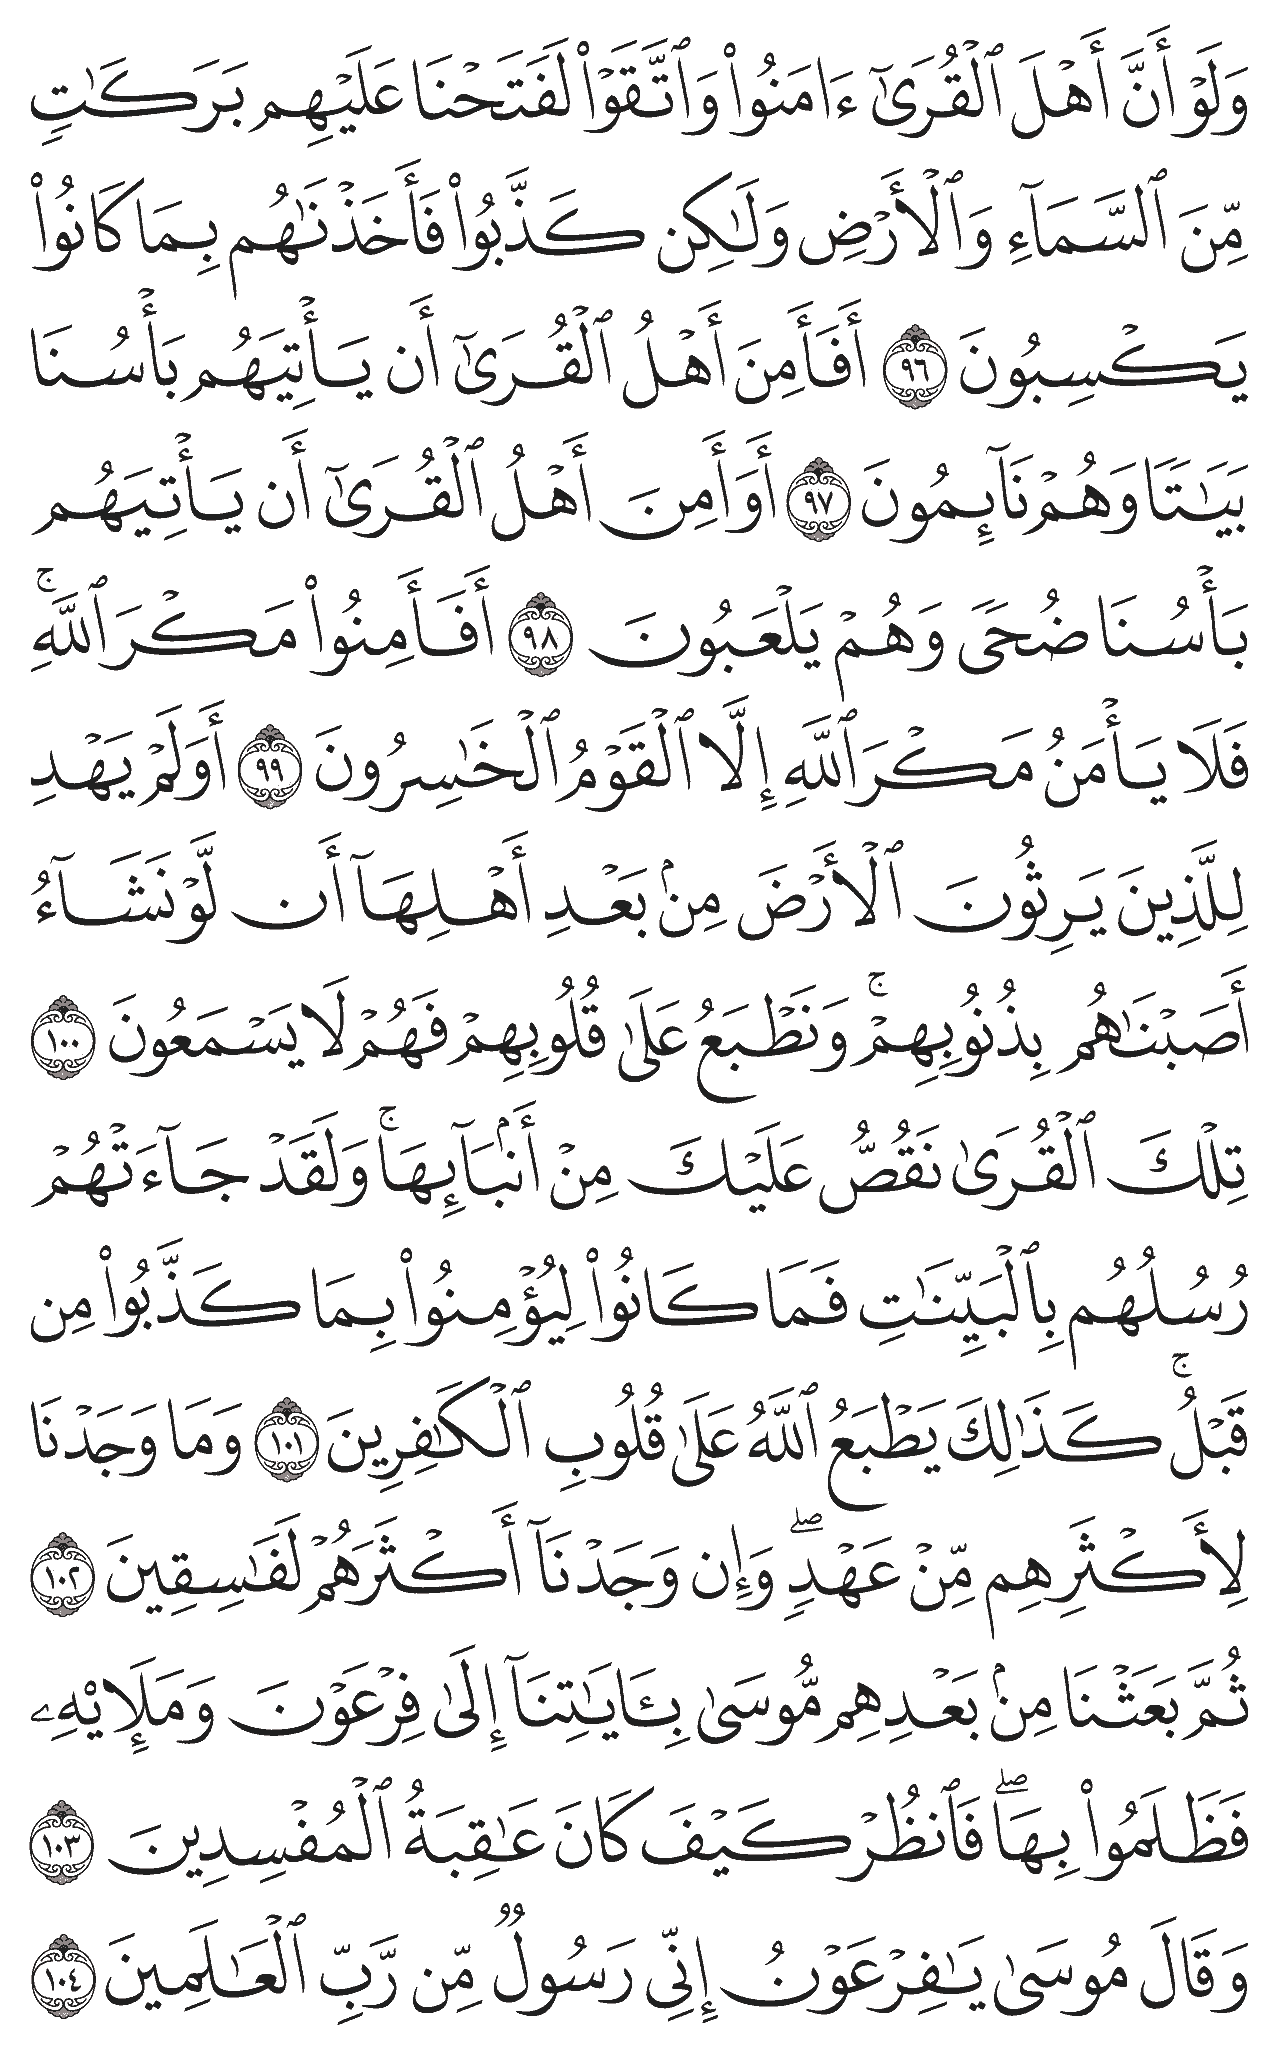 وَلَوۡ أَنَّ أَهۡلَ ٱلۡقُرَىٰٓ ءَامَنُواْ وَٱتَّقَوۡاْ لَفَتَحۡنَا عَلَيۡهِم بَرَكَٰتٖ
مِّنَ ٱلسَّمَآءِ وَٱلۡأَرۡضِ وَلَٰكِن كَذَّبُواْ فَأَخَذۡنَٰهُم بِمَا كَانُواْ
يَكۡسِبُونَ ٩٦ أَفَأَمِنَ أَهۡلُ ٱلۡقُرَىٰٓ أَن يَأۡتِيَهُم بَأۡسُنَا
بَيَٰتٗا وَهُمۡ نَآئِمُونَ ٩٧ أَوَأَمِنَ أَهۡلُ ٱلۡقُرَىٰٓ أَن يَأۡتِيَهُم
بَأۡسُنَا ضُحٗى وَهُمۡ يَلۡعَبُونَ ٩٨ أَفَأَمِنُواْ مَكۡرَ ٱللَّهِۚ
فَلَا يَأۡمَنُ مَكۡرَ ٱللَّهِ إِلَّا ٱلۡقَوۡمُ ٱلۡخَٰسِرُونَ ٩٩ أَوَلَمۡ يَهۡدِ
لِلَّذِينَ يَرِثُونَ ٱلۡأَرۡضَ مِنۢ بَعۡدِ أَهۡلِهَآ أَن لَّوۡ نَشَآءُ
أَصَبۡنَٰهُم بِذُنُوبِهِمۡۚ وَنَطۡبَعُ عَلَىٰ قُلُوبِهِمۡ فَهُمۡ لَا يَسۡمَعُونَ ١٠٠
تِلۡكَ ٱلۡقُرَىٰ نَقُصُّ عَلَيۡكَ مِنۡ أَنۢبَآئِهَاۚ وَلَقَدۡ جَآءَتۡهُمۡ
رُسُلُهُم بِٱلۡبَيِّنَٰتِ فَمَا كَانُواْ لِيُؤۡمِنُواْ بِمَا كَذَّبُواْ مِن
قَبۡلُۚ كَذَٰلِكَ يَطۡبَعُ ٱللَّهُ عَلَىٰ قُلُوبِ ٱلۡكَٰفِرِينَ ١٠١ وَمَا وَجَدۡنَا
لِأَكۡثَرِهِم مِّنۡ عَهۡدٖۖ وَإِن وَجَدۡنَآ أَكۡثَرَهُمۡ لَفَٰسِقِينَ ١٠٢
ثُمَّ بَعَثۡنَا مِنۢ بَعۡدِهِم مُّوسَىٰ بِـَٔايَٰتِنَآ إِلَىٰ فِرۡعَوۡنَ وَمَلَإِيْهِۦ
فَظَلَمُواْ بِهَاۖ فَٱنظُرۡ كَيۡفَ كَانَ عَٰقِبَةُ ٱلۡمُفۡسِدِينَ ١٠٣
وَقَالَ مُوسَىٰ يَٰفِرۡعَوۡنُ إِنِّي رَسُولٞ مِّن رَّبِّ ٱلۡعَٰلَمِينَ ١٠٤